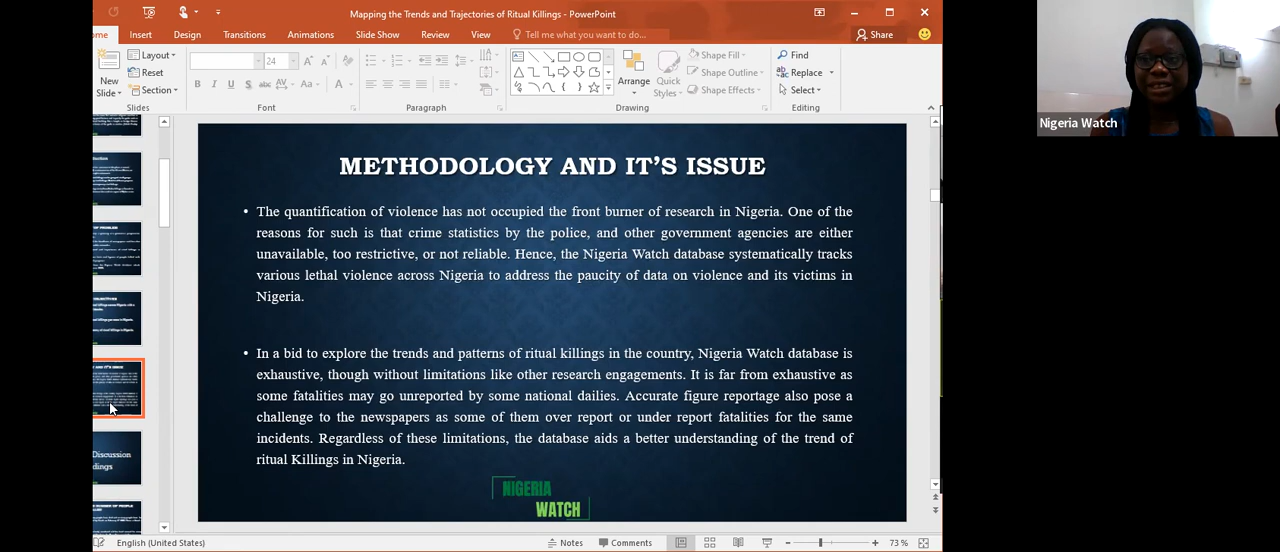 Mapping the Trends and Trajectories of Ritual Killings - PowerPoint
ome Insert Design Transitions Animations Slide Show Review View Tell me what you want to do... Share
New
Slide
Layout
Reset
Section
Slides
24
B I U S abc AV Aa A
Font
Paragraph
Arrange
Quick
Styles
Shape Fill
Shape Outline
Shape Effects
Drawing
Find
Replace
Select
Editing
Nigeria Watch
Discussion
dings
METHODOLOGY AND IT'S ISSUE
• The quantification of violence has not occupied the front burner of research in Nigeria. One of the
reasons for such is that crime statistics by the police, and other government agencies are either
unavailable, too restrictive, or not reliable. Hence, the Nigeria Watch database systematically tracks
various lethal violence across Nigeria to address the paucity of data on violence and its victims in
Nigeria.
• In a bid to explore the trends and patterns of ritual killings in the country, Nigeria Watch Database is
exhaustive, though without limitations like other search engagements. It is far from exhaustive as
some fatalities may go unreported by some media dailies. Accurate figure postage also pose a
challenge to the newspapers as some of them over report or under report fatalities for the same
incidents. Regardless of these limitations, the database aids a better understanding of the trend of
ritual Killings in Nigeria.
NIGERIA
WATCH
English (United States) Notes Comments 73 %